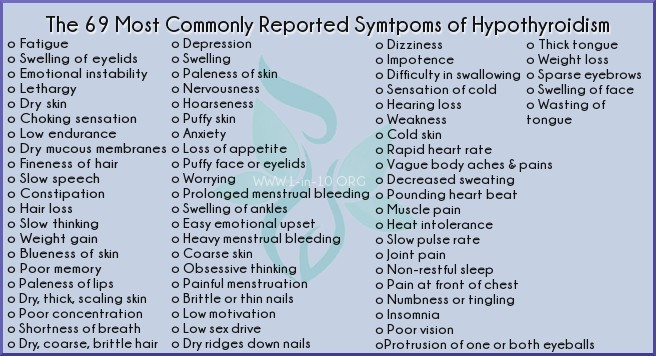 The 69 Most Commonly Reported Symtpoms of Hypothyroidism
o Fatigue
o Swelling of eyelids
o Emotional instability
o Lethargy
o Dry skin
o Choking sensation
o Low endurance
o Dry mucous membranes
o Fineness of hair
o Slow speech
o Constipation
o Hair loss
o Slow thinking
o Weight gain
o Blueness of skin
o Poor memory
o Paleness of lips
o Dry, thick, scaling skin
o Poor concentration
o Shortness of breath
o Dry, coarse, brittle hair
o Depression
o Swelling
o Paleness of skin
o Nervousness
o Hoarseness
o Puffy skin
o Anxiety
o Loss of appetite
o Puffy face or eyelids
o Worrying
o Prolonged menstrual bleeding
o Swelling of ankles
o Easy emotional upset
o Heavy menstrual bleeding
o Coarse skin
o Obsessive thinking
o Painful menstruation
o Brittle or thin nails
o Low motivation
o Low sex drive
o Dry ridges down nails
o Dizziness
o Impotence
o Difficulty in swallowing
o Sensation of cold
o Hearing loss
o Weakness
o Cold skin
o Rapid heart rate
o Vague body aches & pains
o Decreased sweating
o Pounding heart beat
o Muscle pain
o Heat intolerance
o Slow pulse rate
o Joint pain
o Non-restful sleep
o Pain at front of chest
o Numbness or tingling
o Insomnia
o Poor vision
oProtrusion of one or both eyeballs
o Thick tongue
o Weight loss
o Sparse eyebrows
o Swelling of face
o Wasting of
tongue
WWW.1-in-10.ORG